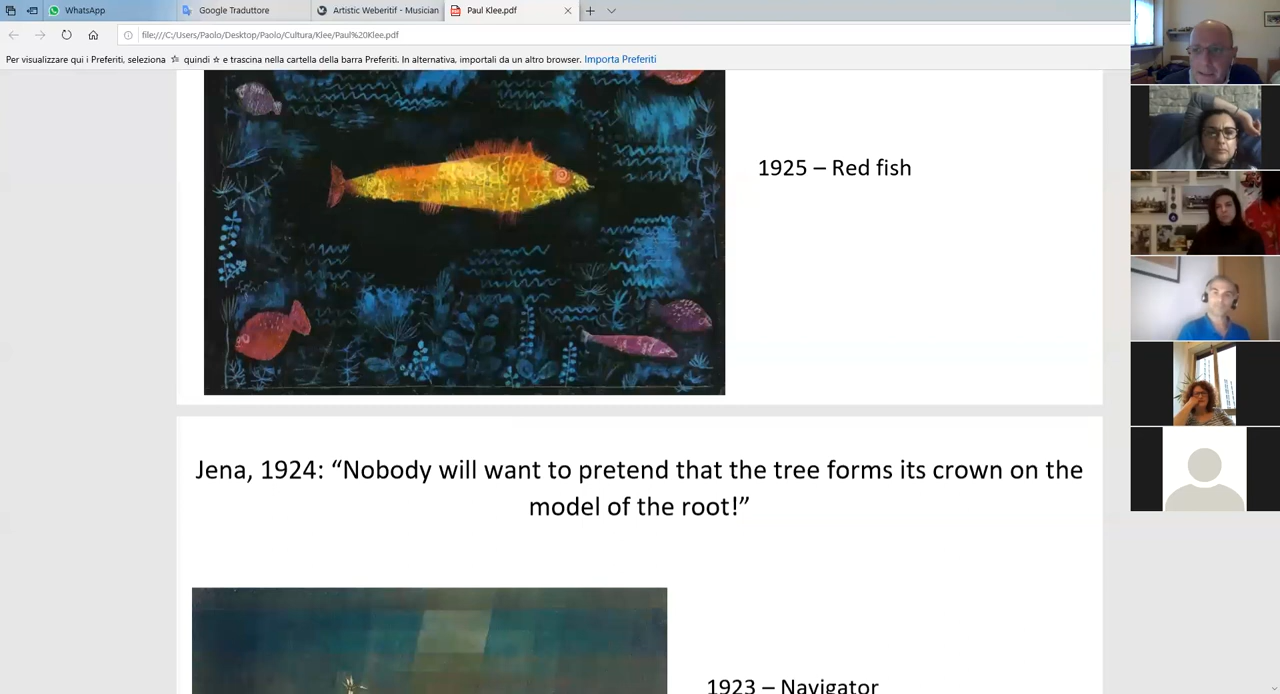 WhatsApp
Google Traduttore
Artistic Weberitif - Musician
Paul Klee.pdf
file:///C:/Users/Paolo/Desktop/Paolo/Cultura/Klee/Paul%20Klee.pdf
Per visualizzare qui i Preferiti, seleziona quindi e trascina nella cartella della barra Preferiti. In alternativa, importali da un altro browser. Importa Preferiti
1925 – Red fish
Jena, 1924: “Nobody will want to pretend that the tree forms its crown on the
model of the root!”
1923 – Navigator